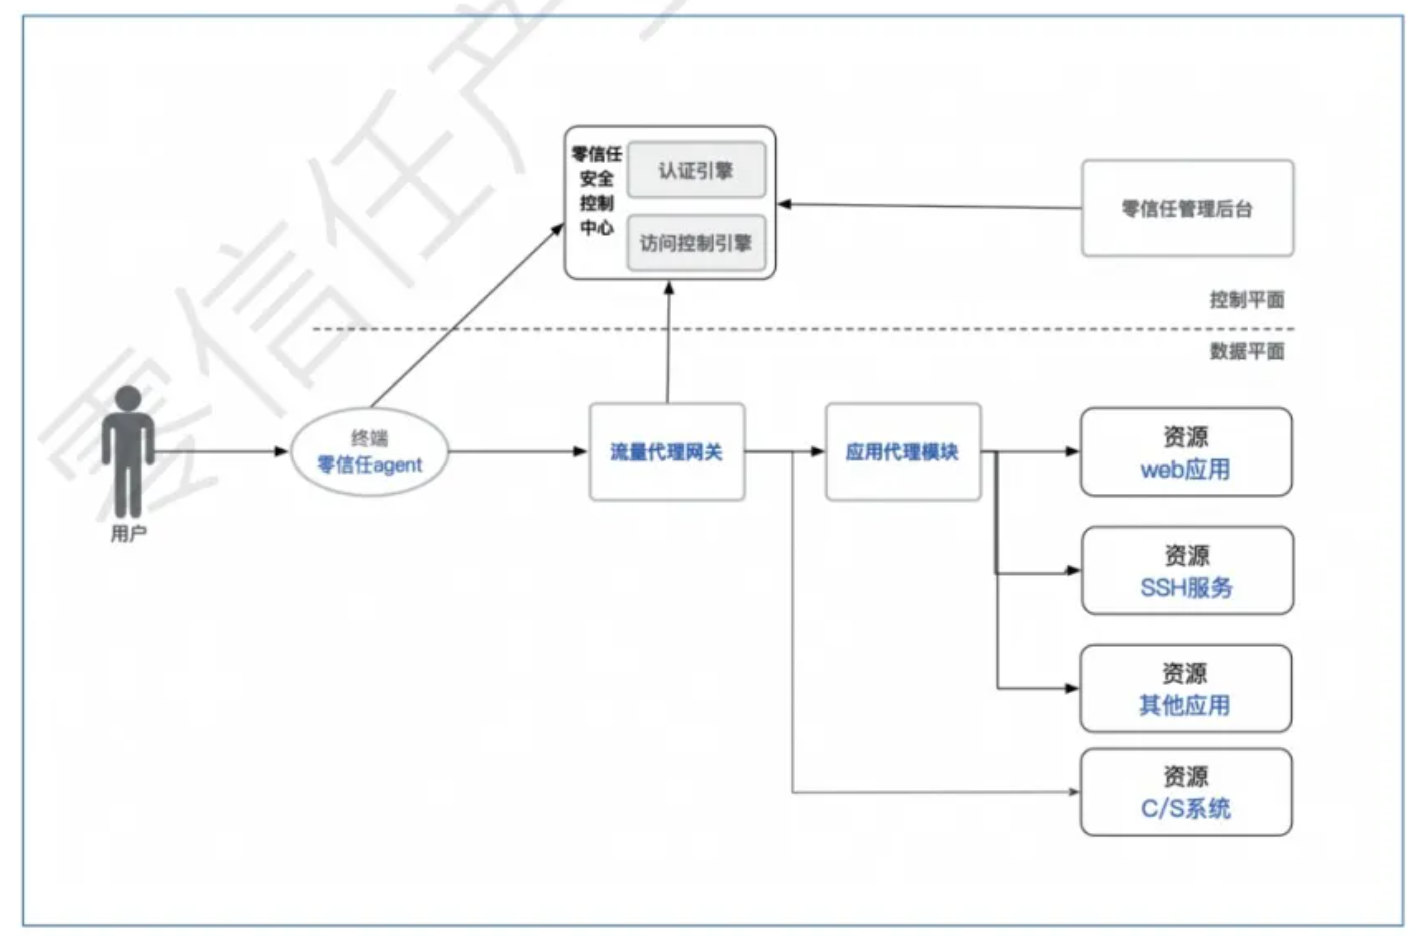 零信任产
零信任
安全
控制
中心
认证引擎
访问控制引擎
零信任管理后台
控制平面
数据平面
用户
终端
零信任agent
流量代理网关
应用代理模块
资源
web应用
资源
SSH服务
资源
其他应用
资源
C/S系统